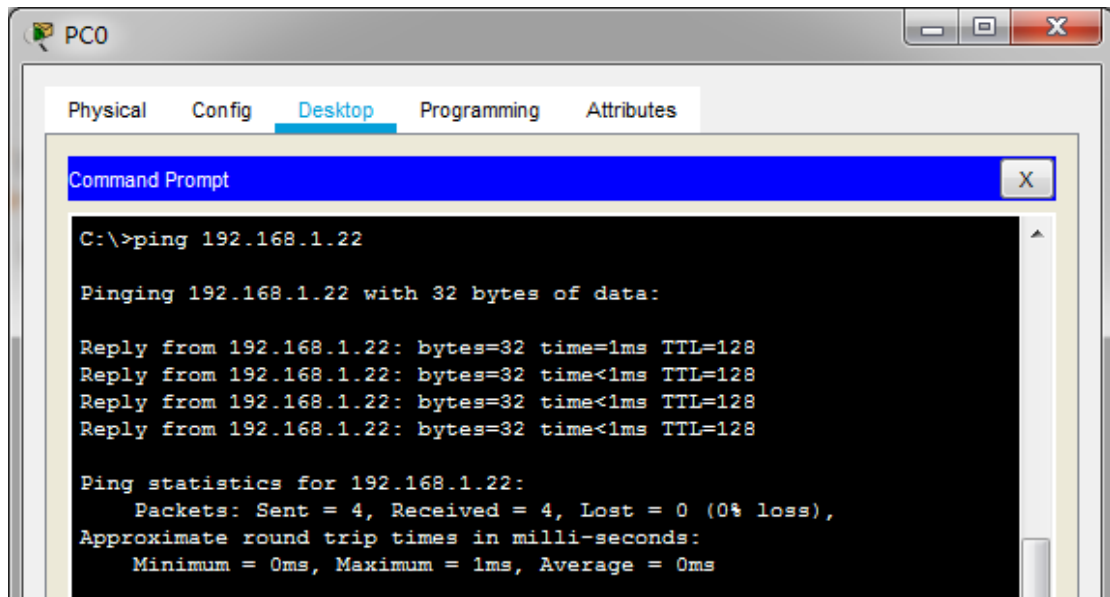 PC0
X
Physical Config Desktop Programming Attributes
Command Prompt
X
C:\>ping 192.168.1.22
Pinging 192.168.1.22 with 32 bytes of data:
Reply from 192.168.1.22: bytes=32 time=1ms TTL=128
Reply from 192.168.1.22: bytes=32 time<1ms TTL=128
Reply from 192.168.1.22: bytes=32 time<1ms TTL=128
Reply from 192.168.1.22: bytes=32 time<1ms TTL=128
Ping statistics for 192.168.1.22:
Packets: Sent = 4, Received = 4, Lost = 0 (0% loss),
Approximate round trip times in milli-seconds:
Minimum = 0ms, Maximum = 1ms, Average = 0ms